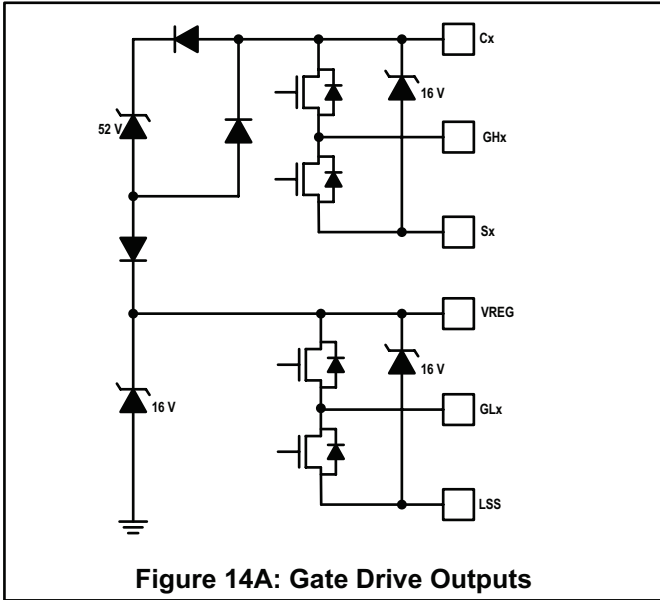 Cx
16 V
52 V
GHx
Sx
VREG
16 V
16 V
GLx
LSS
Figure 14A: Gate Drive Outputs